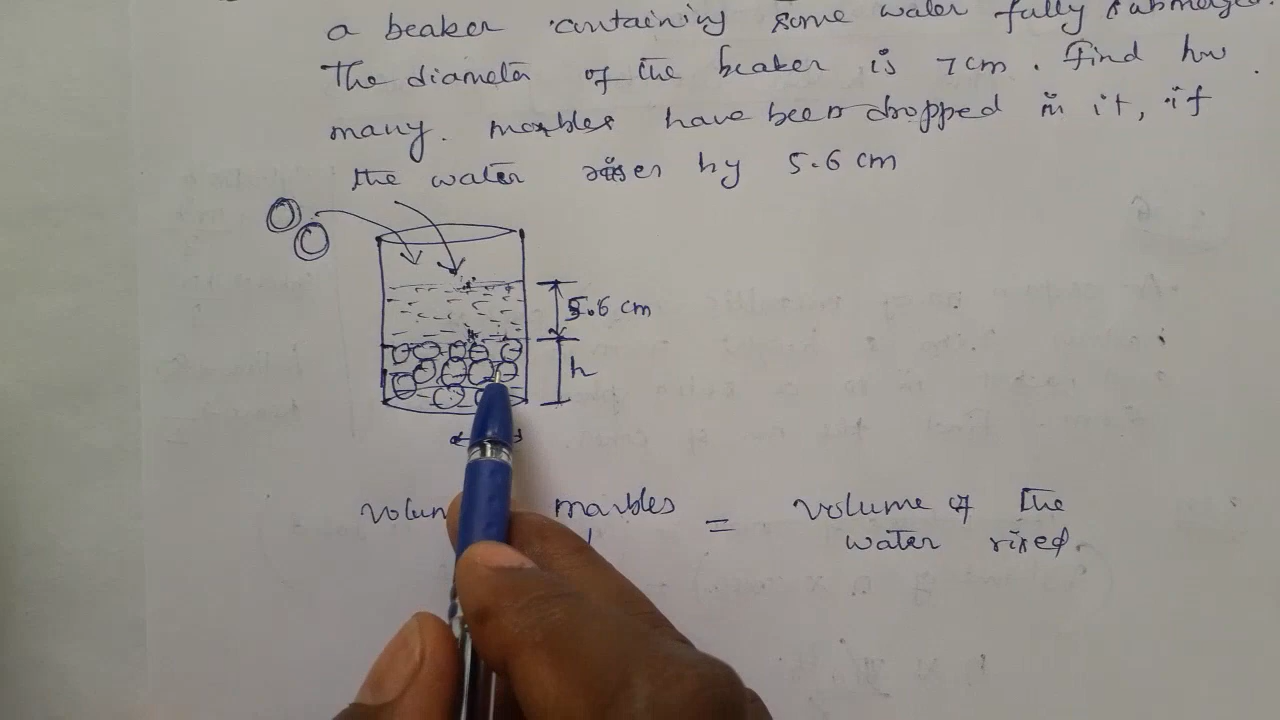 a beaker containing some water fully submerged.
The diameter of the beaker is 7cm. Find how
many. marbles have been dropped in it, if
the water rises by 5.6 cm
5.6 cm
h
marbles = volume of the
water rised.